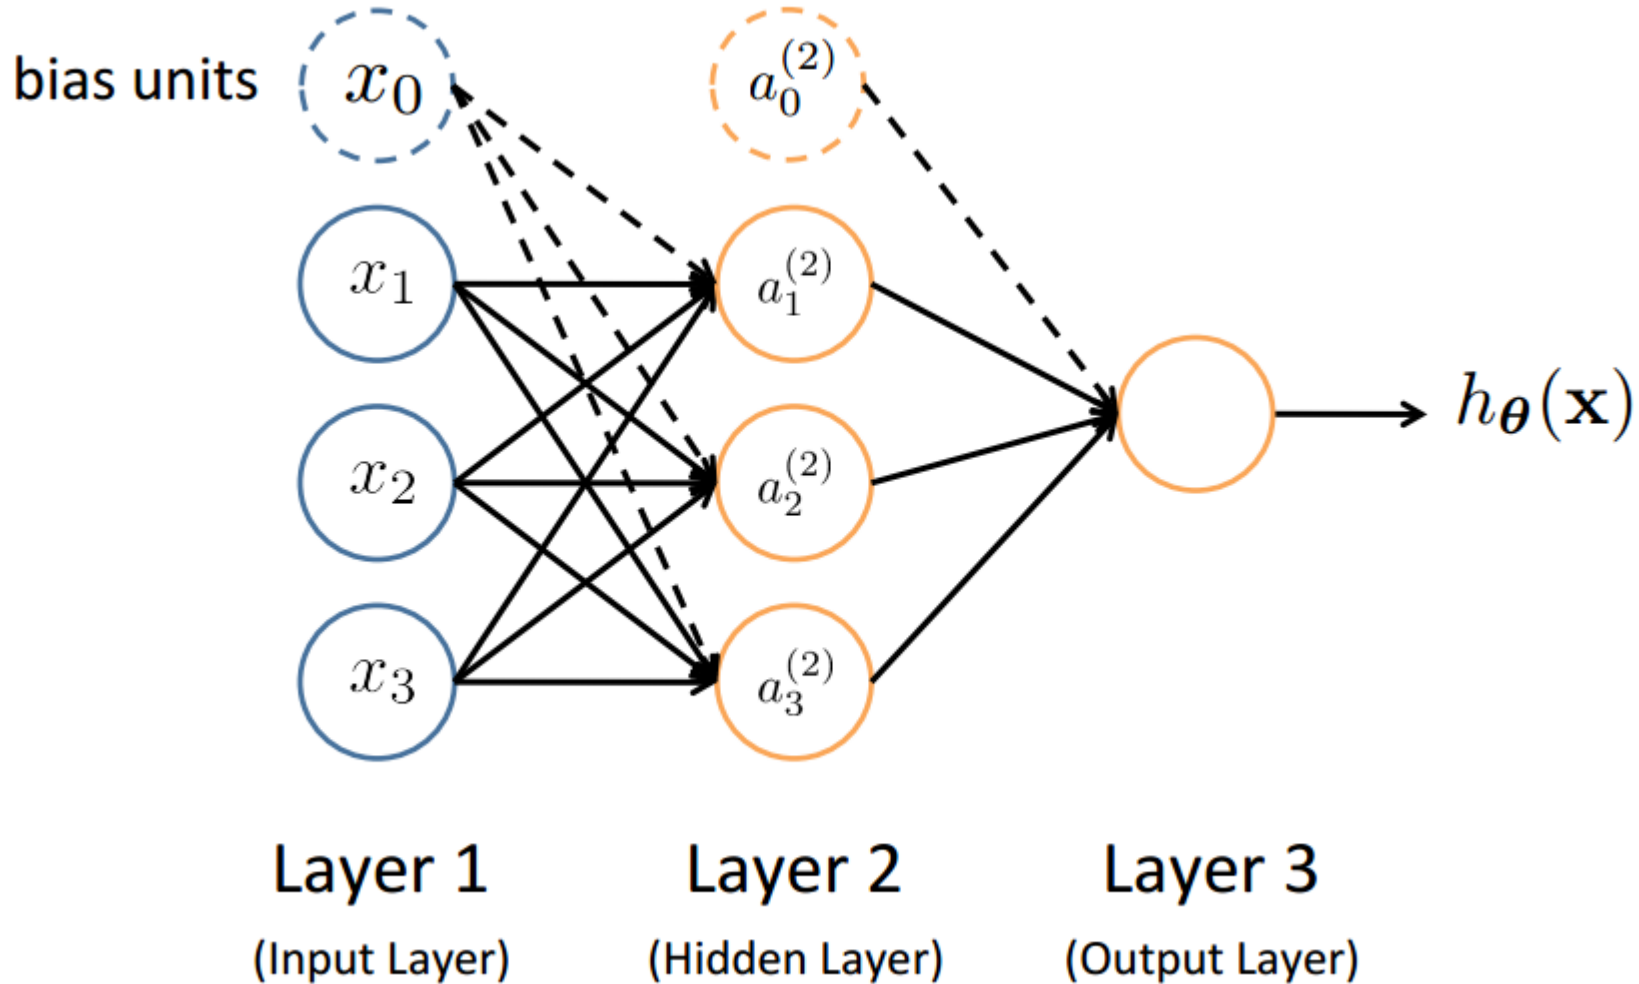 bias units
x₀
a₀⁽²⁾
x₁
a₁⁽²⁾
h_θ(𝐱)
x₂
a₂⁽²⁾
x₃
a₃⁽²⁾
Layer 1
Layer 2
Layer 3
(Input Layer)
(Hidden Layer)
(Output Layer)